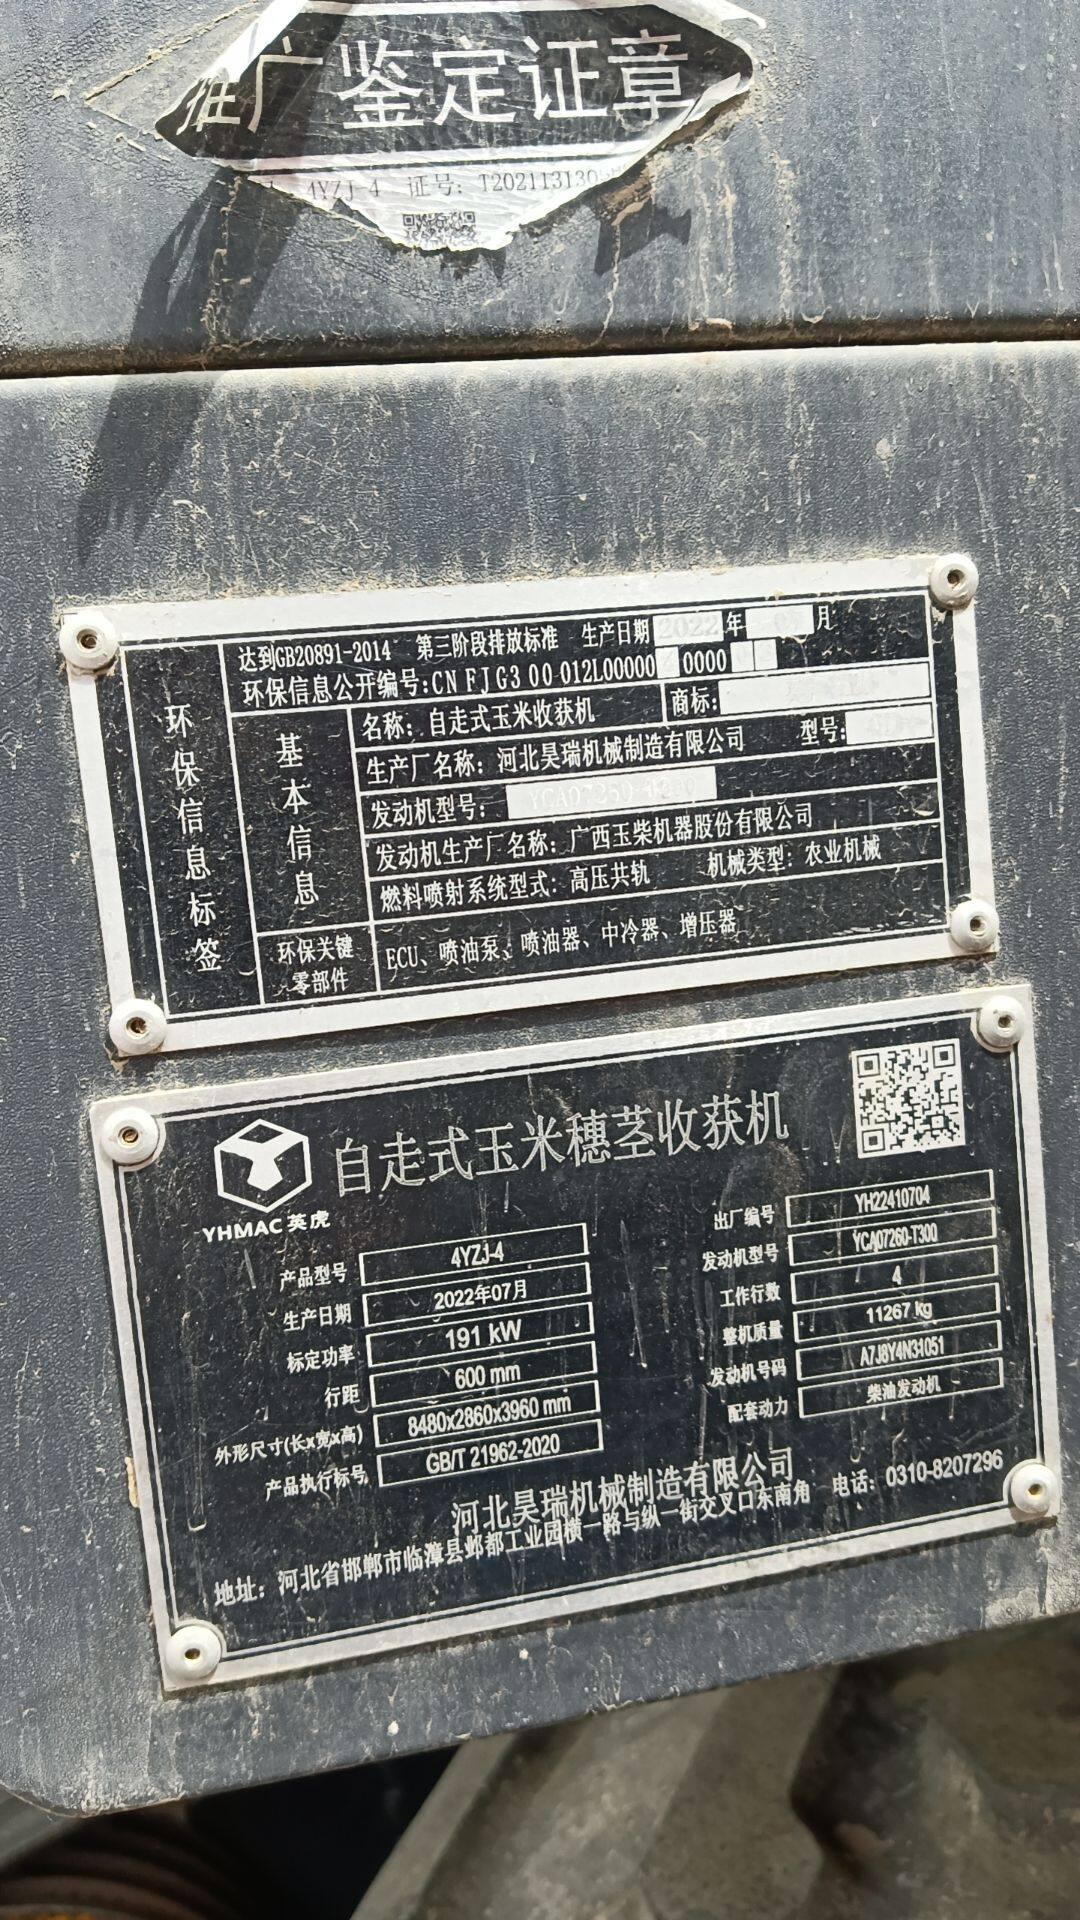 推广鉴定证章
4YZJ-4 证号: T20211313
环保信息标签
达到GB20891-2014 第三阶段排放标准 生产日期 2022 年 月
环保信息公开编号:CN FJ G3 00 012L00000 0000
基本信息
名称: 自走式玉米收获机 商标:
生产厂名称: 河北昊瑞机械制造有限公司 型号:
发动机型号:
发动机生产厂名称: 广西玉柴机器股份有限公司
燃料喷射系统型式: 高压共轨 机械类型: 农业机械
环保关键零部件 ECU、喷油泵、喷油器、中冷器、增压器
YHMAC 英虎
自走式玉米穗茎收获机
产品型号 4YZJ-4 出厂编号 YH22410704
生产日期 2022年07月 发动机型号 YCA07260-T300
标定功率 191 kW 工作行数 4
行距 600 mm 整机质量 11267 kg
外形尺寸(长x宽x高) 8480x2860x3960 mm 发动机号码 A7J8Y4N31051
产品执行标号 GB/T 21962-2020 配套动力 柴油发动机
河北昊瑞机械制造有限公司
地址: 河北省邯郸市临漳县邺都工业园横一路与纵一街交叉口东南角 电话: 0310-8207296